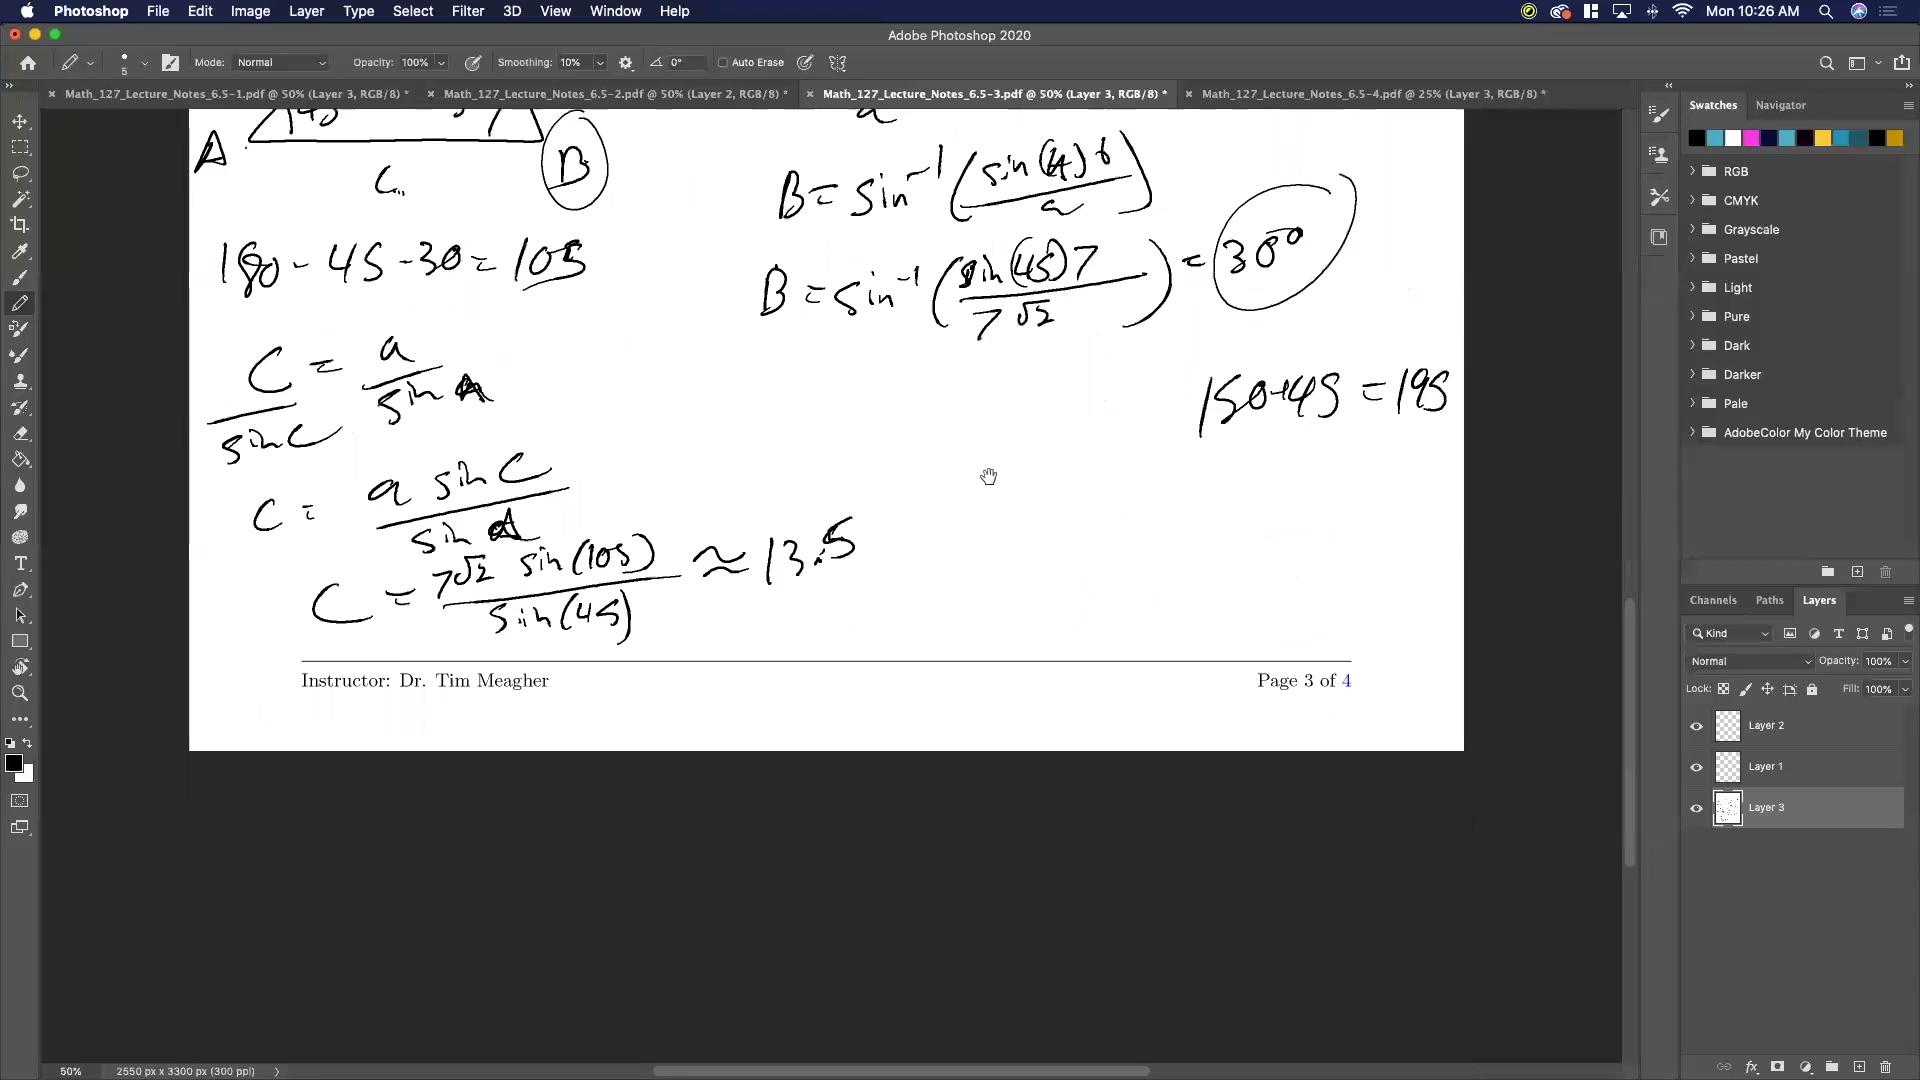 Photoshop File Edit Image Layer Type Select Filter 3D View Window Help Mon 10:26 AM
Adobe Photoshop 2020
5 Mode: Normal Opacity: 100% Smoothing: 10% 0° Auto Erase
Math_127_Lecture_Notes_6.5-1.pdf @ 50% (Layer 3, RGB/8) * Math_127_Lecture_Notes_6.5-2.pdf @ 50% (Layer 2, RGB/8) * Math_127_Lecture_Notes_6.5-3.pdf @ 50% (Layer 3, RGB/8) * Math_127_Lecture_Notes_6.5-4.pdf @ 25% (Layer 3, RGB/8) *
A 45 B
C
180 - 45 - 30 = 105
C/sin C = a/sin A
C = a sin C/sin A
C = 7√2 sin(105)/sin(45) ≈ 13.5
a
B = sin⁻¹(sin(A) b/a)
B = sin⁻¹(sin(45) 7/7√2) = 30°
150+45 = 195
Instructor: Dr. Tim Meagher Page 3 of 4
Swatches Navigator
RGB
CMYK
Grayscale
Pastel
Light
Pure
Dark
Darker
Pale
AdobeColor My Color Theme
Channels Paths Layers
Kind
Normal Opacity: 100%
Lock: Fill: 100%
Layer 2
Layer 1
Layer 3
50% 2550 px x 3300 px (300 ppi)